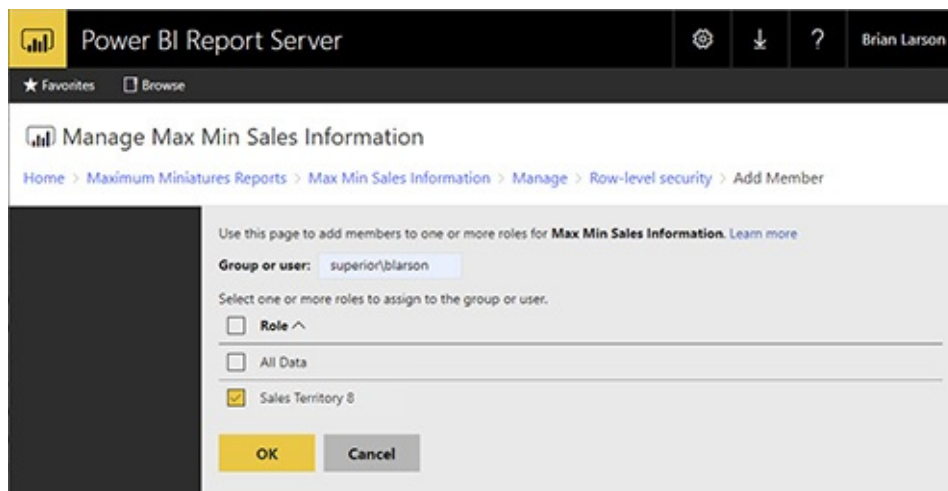 Power BI Report Server ? Brian Larson
Favorites Browse
Manage Max Min Sales Information
Home > Maximum Miniatures Reports > Max Min Sales Information > Manage > Row-level security > Add Member
Use this page to add members to one or more roles for Max Min Sales Information. Learn more
Group or user: superior\blarson
Select one or more roles to assign to the group or user.
Role
All Data
Sales Territory 8
OK Cancel